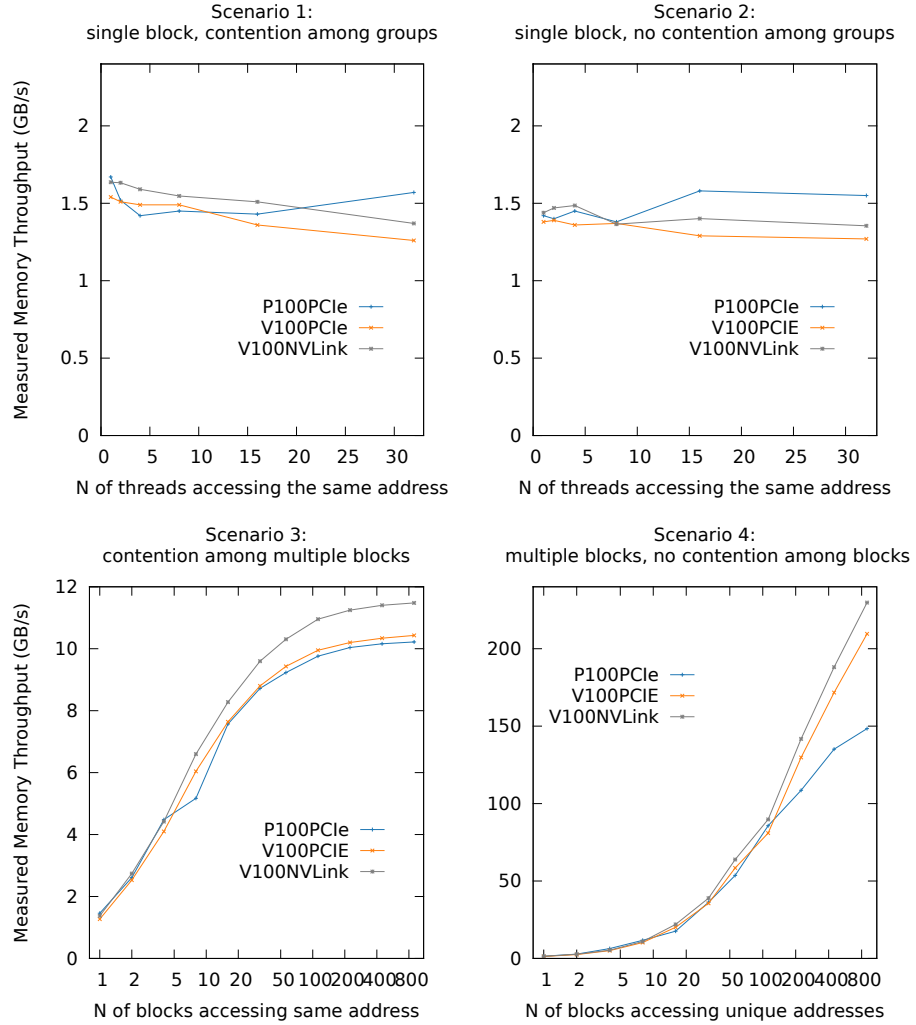 Scenario 1:
single block, contention among groups
Measured Memory Throughput (GB/s)
2
1.5
1
0.5
0
P100PCIe
V100PCIe
V100NVLink
0 5 10 15 20 25 30
N of threads accessing the same address
Scenario 2:
single block, no contention among groups
2
1.5
1
0.5
0
P100PCIe
V100PCIE
V100NVLink
0 5 10 15 20 25 30
N of threads accessing the same address
Scenario 3:
contention among multiple blocks
Measured Memory Throughput (GB/s)
12
10
8
6
4
2
0
P100PCIe
V100PCIE
V100NVLink
1 2 5 10 20 50 100 200 400 800
N of blocks accessing same address
Scenario 4:
multiple blocks, no contention among blocks
200
150
100
50
0
P100PCIe
V100PCIE
V100NVLink
1 2 5 10 20 50 100 200 400 800
N of blocks accessing unique addresses